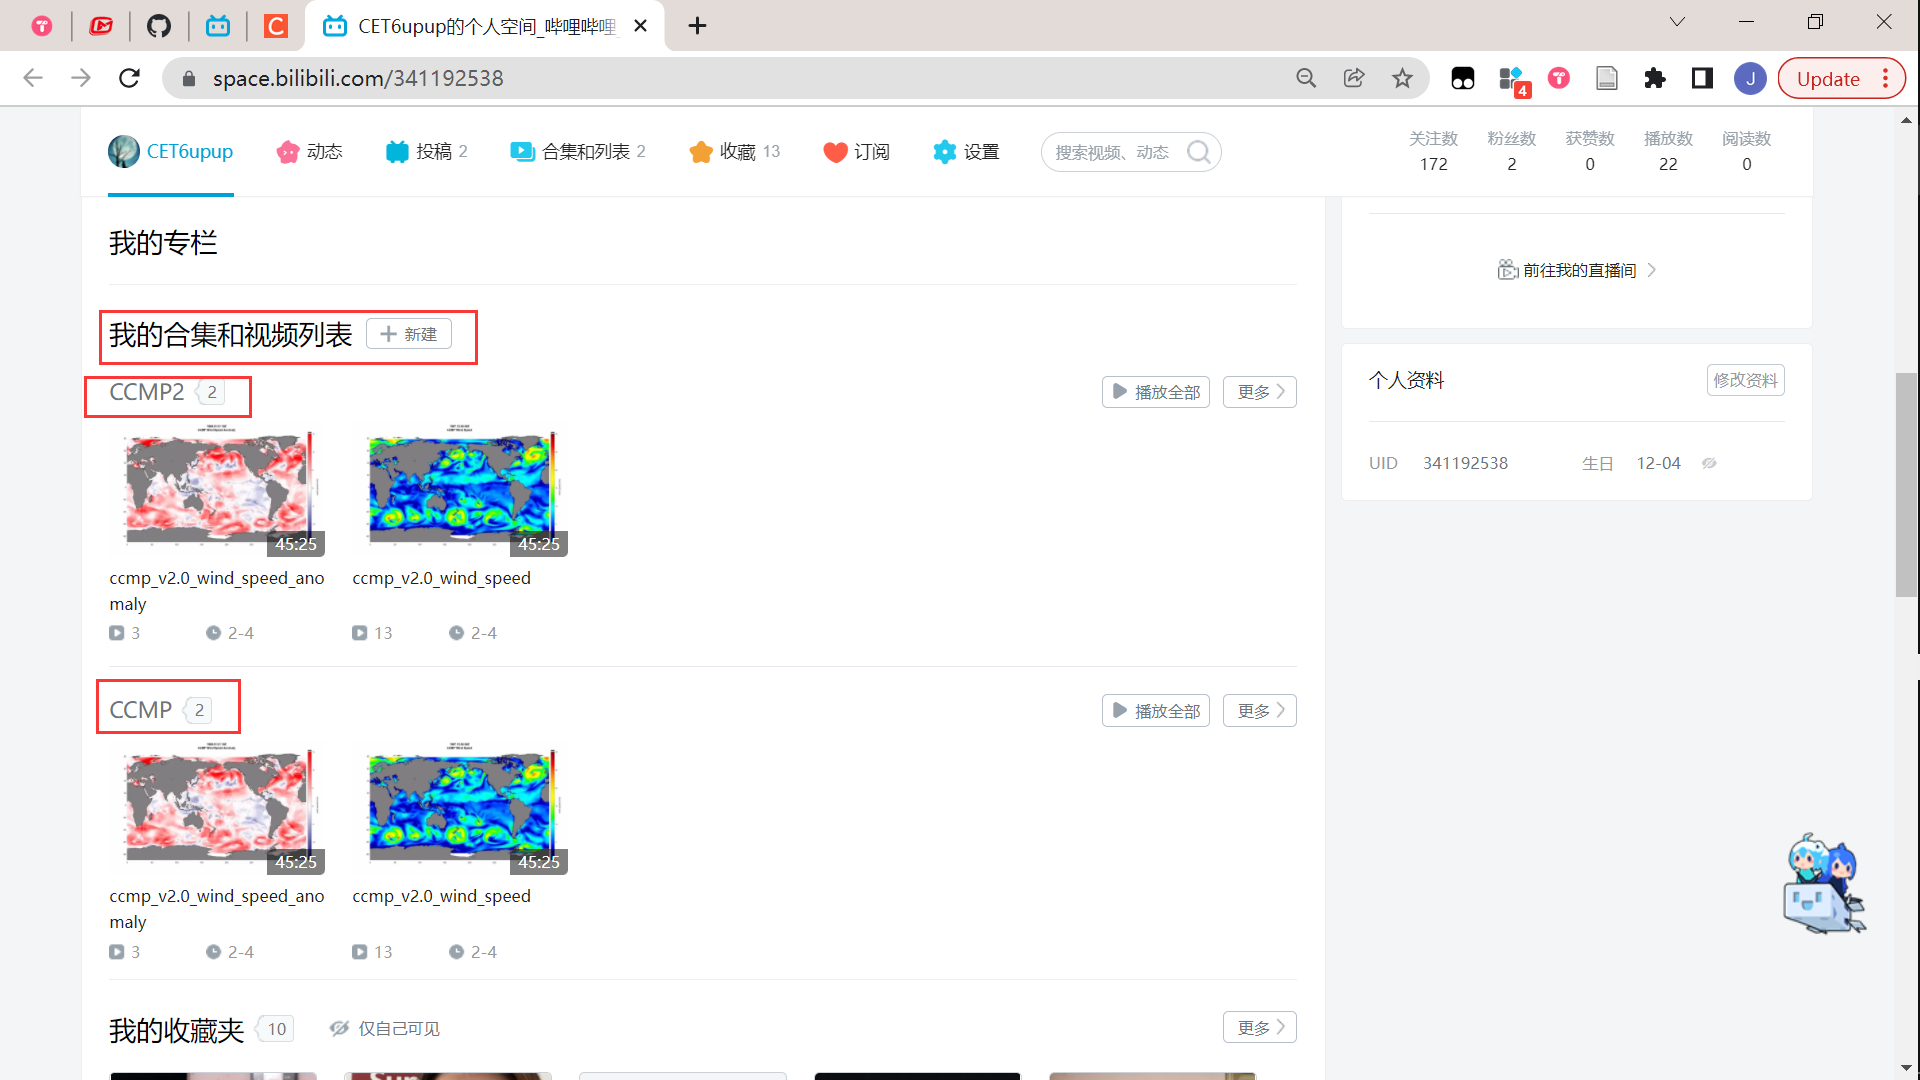 CET6upup的个人空间_哔哩哔哩_
space.bilibili.com/341192538
4
J
Update
CET6upup
动态
投稿 2
合集和列表 2
收藏 13
订阅
设置
搜索视频、动态
关注数 粉丝数 获赞数 播放数 阅读数
172 2 0 22 0
我的专栏
前往我的直播间
我的合集和视频列表
新建
CCMP2 2
播放全部
更多
45:25
45:25
ccmp_v2.0_wind_speed_ano
maly
ccmp_v2.0_wind_speed
3 2-4
13 2-4
CCMP 2
播放全部
更多
45:25
45:25
ccmp_v2.0_wind_speed_ano
maly
ccmp_v2.0_wind_speed
3 2-4
13 2-4
我的收藏夹 10
仅自己可见
更多
个人资料
修改资料
UID 341192538
生日 12-04